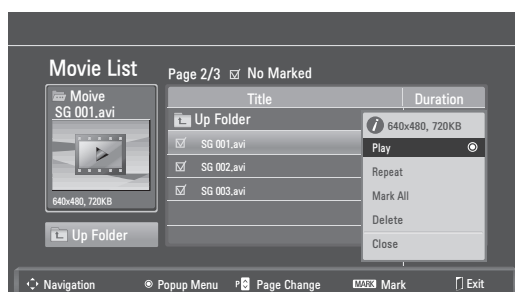 Movie List
Page 2/3 No Marked
Moive
SG 001.avi
640x480, 720KB
Up Folder
Title Duration
Up Folder
SG 001.avi
SG 002.avi
SG 003.avi
640x480, 720KB
Play
Repeat
Mark All
Delete
Close
Navigation Popup Menu P Page Change MARK Mark Exit